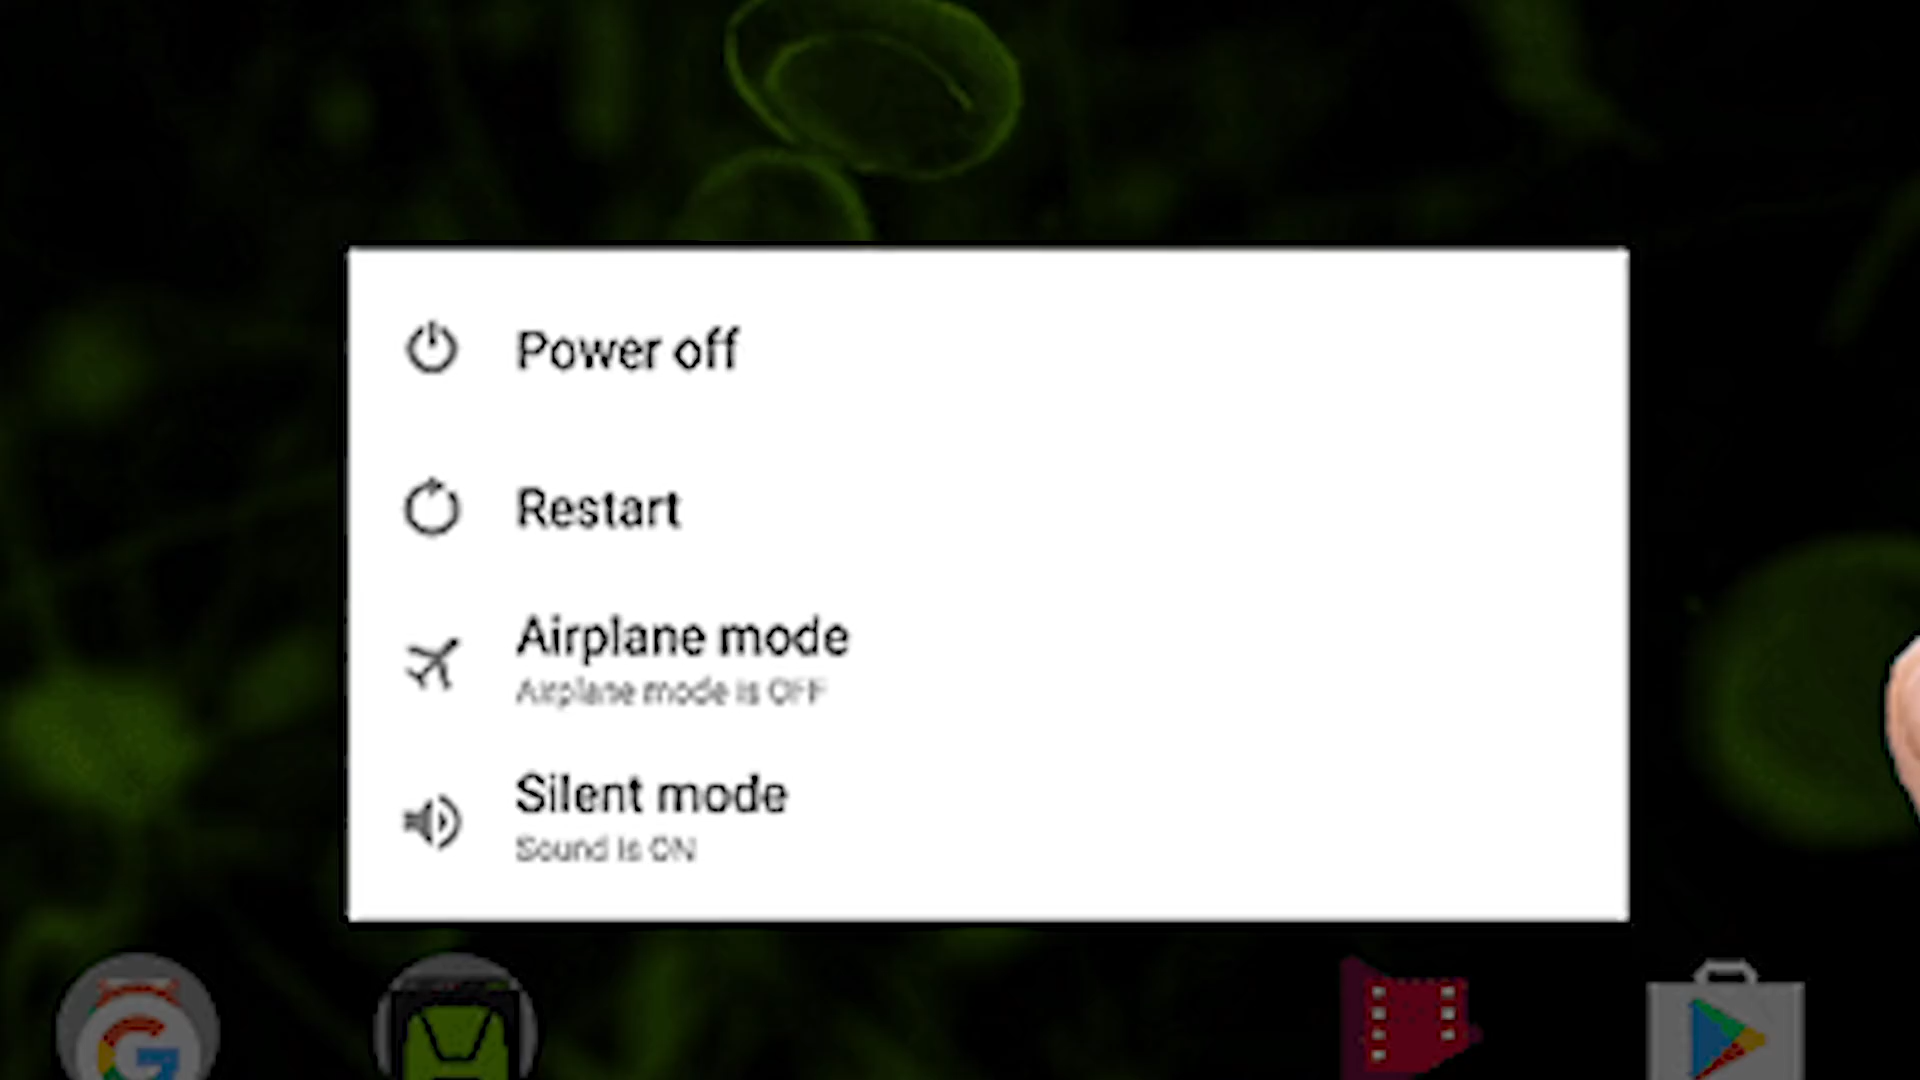 Power off
Restart
Airplane mode
Airplane mode is OFF
Silent mode
Sound is ON